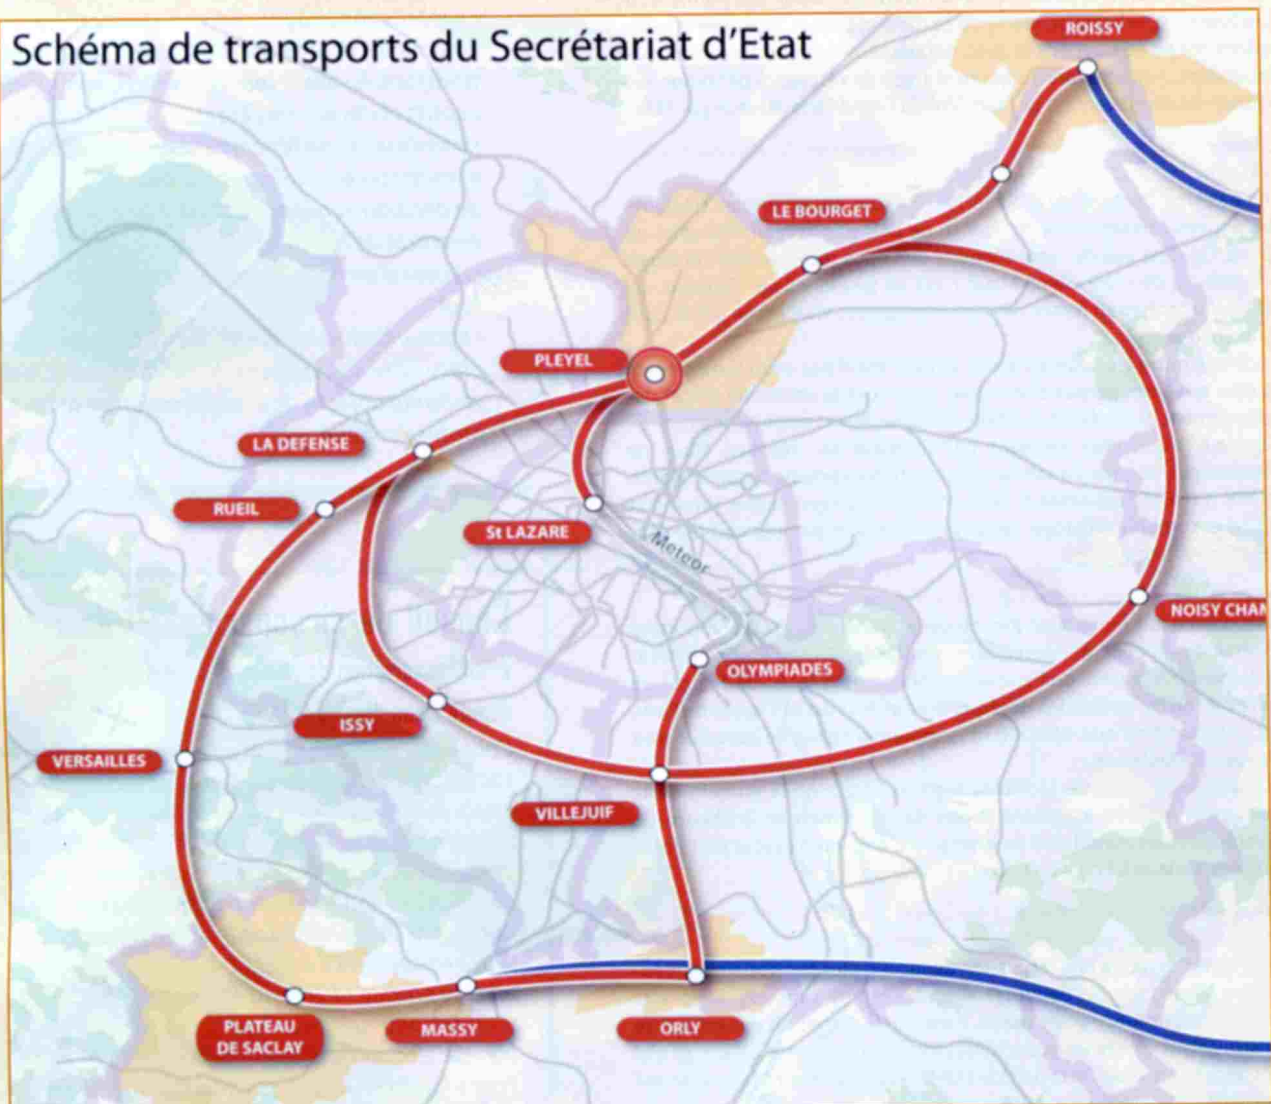 Schéma de transports du Secrétariat d'Etat
ROISSY
LE BOURGET
PLEYEL
LA DEFENSE
RUEIL
St LAZARE
Meteor
NOISY CHAM
OLYMPIADES
ISSY
VERSAILLES
VILLEJUIF
PLATEAU
DE SACLAY
MASSY
ORLY